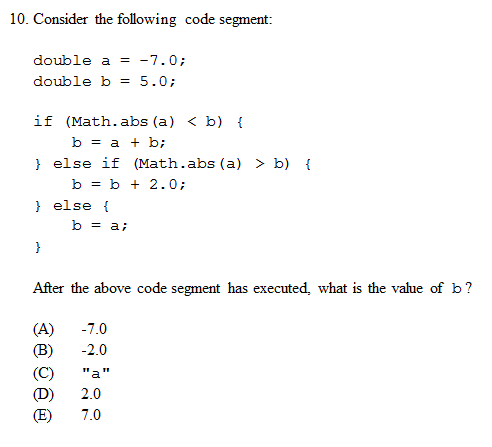 10. Consider the following code segment:
double a = -7.0;
double b = 5.0;
if (Math.abs(a) < b) {
b = a + b;
} else if (Math.abs(a) > b) {
b = b + 2.0;
} else {
b = a;
}
After the above code segment has executed, what is the value of b?
(A) -7.0
(B) -2.0
(C) "a"
(D) 2.0
(E) 7.0